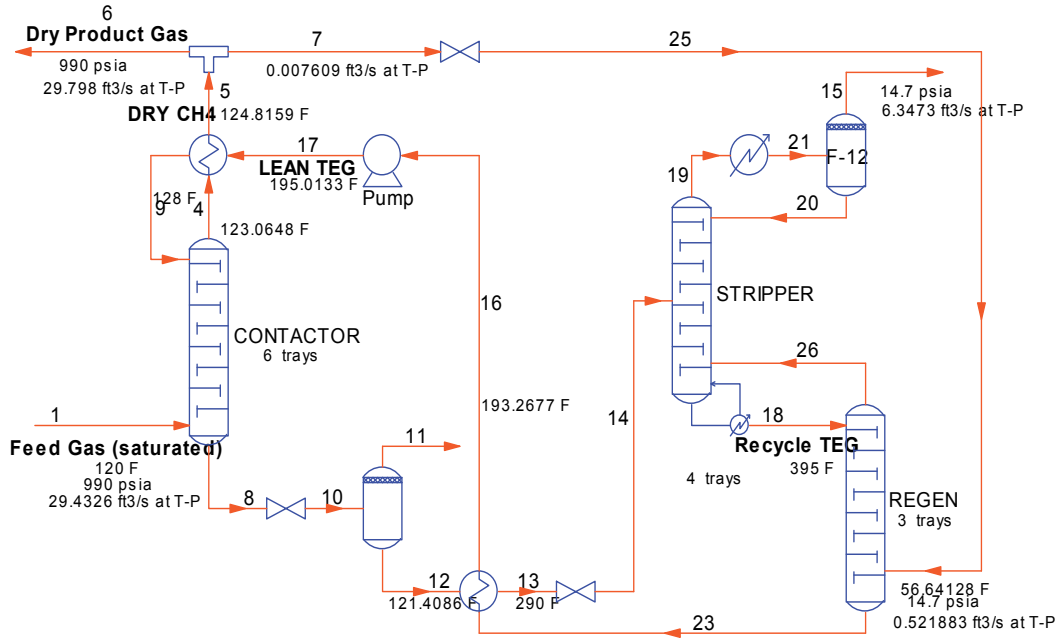 6
Dry Product Gas
990 psia
29.798 ft3/s at T-P
7
0.007609 ft3/s at T-P
25
5
DRY CH4
124.8159 F
17
LEAN TEG
195.0133 F
Pump
128 F
9
4
123.0648 F
15
14.7 psia
6.3473 ft3/s at T-P
21
F-12
19
20
STRIPPER
16
CONTACTOR
6 trays
26
193.2677 F
14
1
Feed Gas (saturated)
120 F
990 psia
29.4326 ft3/s at T-P
11
18
Recycle TEG
395 F
4 trays
8
10
REGEN
3 trays
12
121.4086 F
13
290 F
56.64128 F
14.7 psia
0.521883 ft3/s at T-P
23